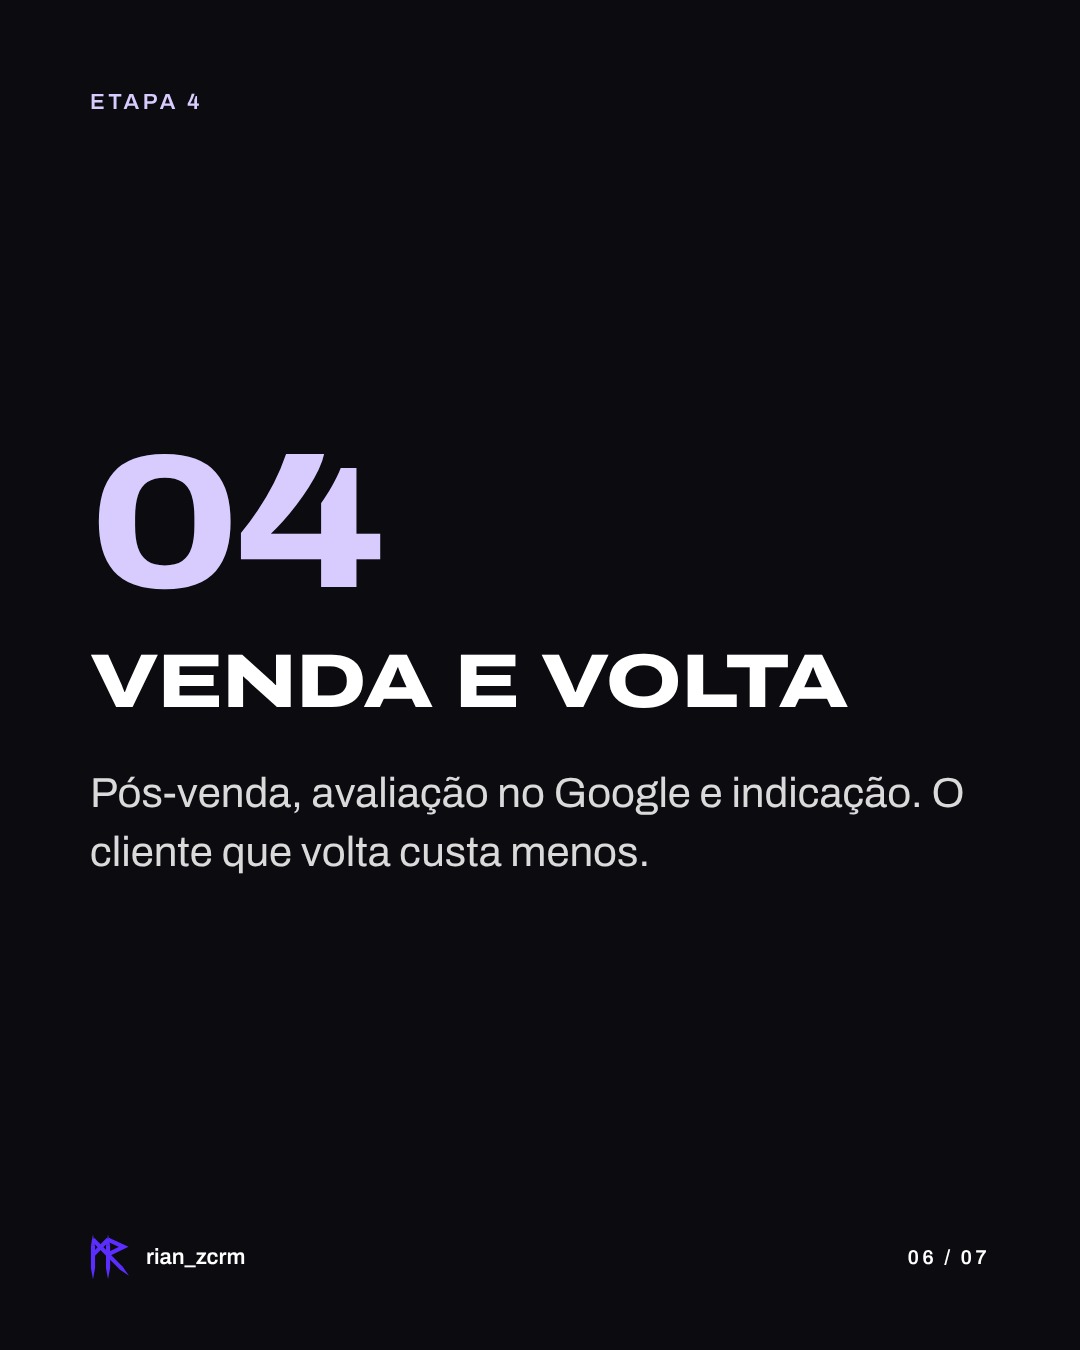 ETAPA 4
04
VENDA E VOLTA
Pós-venda, avaliação no Google e indicação. O
cliente que volta custa menos.
rian_zcrm
06 / 07